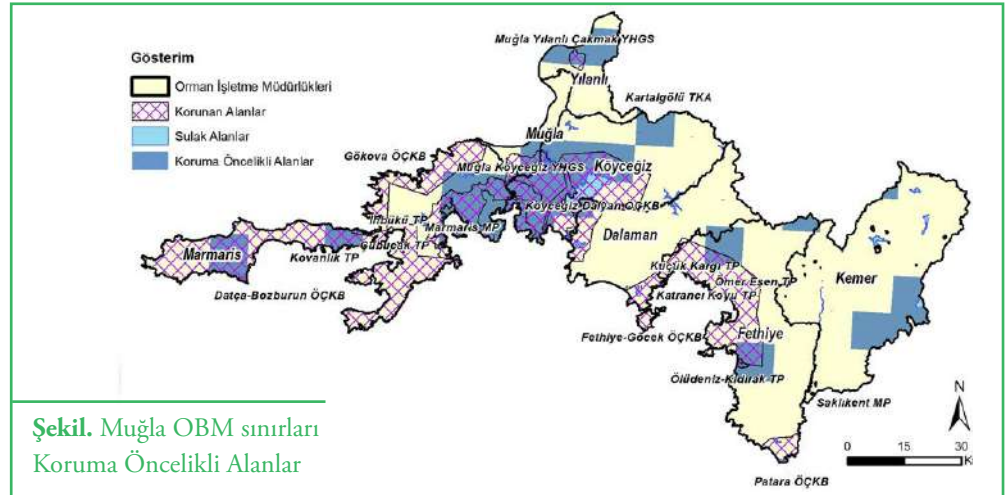 Muğla Yılanlı Çakmak YHGS
Gösterim
Orman İşletme Müdürlükleri
Korunan Alanlar
Sulak Alanlar
Koruma Öncelikli Alanlar
Yılanlı
Kartalgölü TKA
Muğla
Gökova ÖÇKB
Muğla Köyceğiz YHGS
Köyceğiz
Köyceğiz-Dalyan ÖÇKB
İnbükü TP
Marmaris MP
Çubucak TP
Dalaman
Marmaris
Kovanlık TP
Küçük Kargı TP
Ömer Eşen TP
Kemer
Datça-Bozburun ÖÇKB
Katrancı Koyu TP
Fethiye-Göcek ÖÇKB
Fethiye
Ölüdeniz-Kıdırak TP
Saklıkent MP
N
0 15 30
K
Patara ÖÇKB
Şekil. Muğla OBM sınırları
Koruma Öncelikli Alanlar